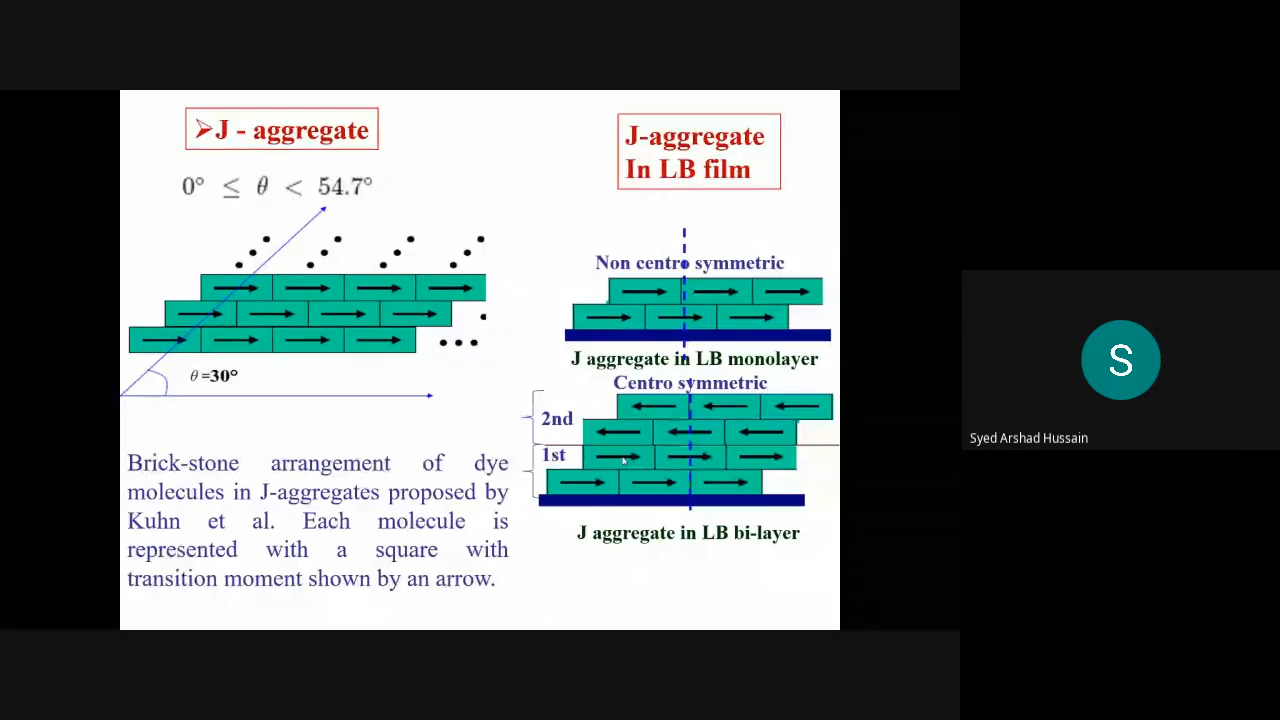 ➢J - aggregate
0° ≤ θ < 54.7°
θ =30°
Brick-stone arrangement of dye
molecules in J-aggregates proposed by
Kuhn et al. Each molecule is
represented with a square with
transition moment shown by an arrow.
J-aggregate
In LB film
Non centro symmetric
J aggregate in LB monolayer
Centro symmetric
2nd
1st
J aggregate in LB bi-layer
S
Syed Arshad Hussain